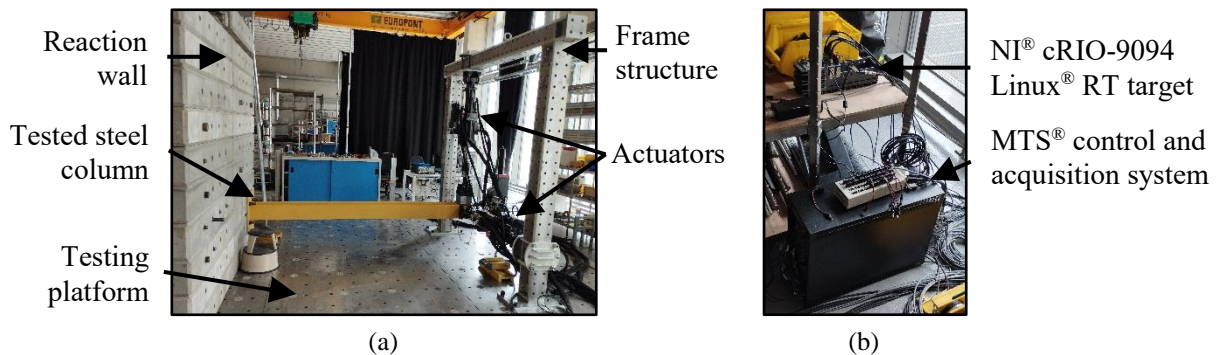 Reaction
wall
Tested steel
column
Testing
platform
EUROPONT
Frame
structure
Actuators
(a)
NI® cRIO-9094
Linux® RT target
MTS® control and
acquisition system
(b)